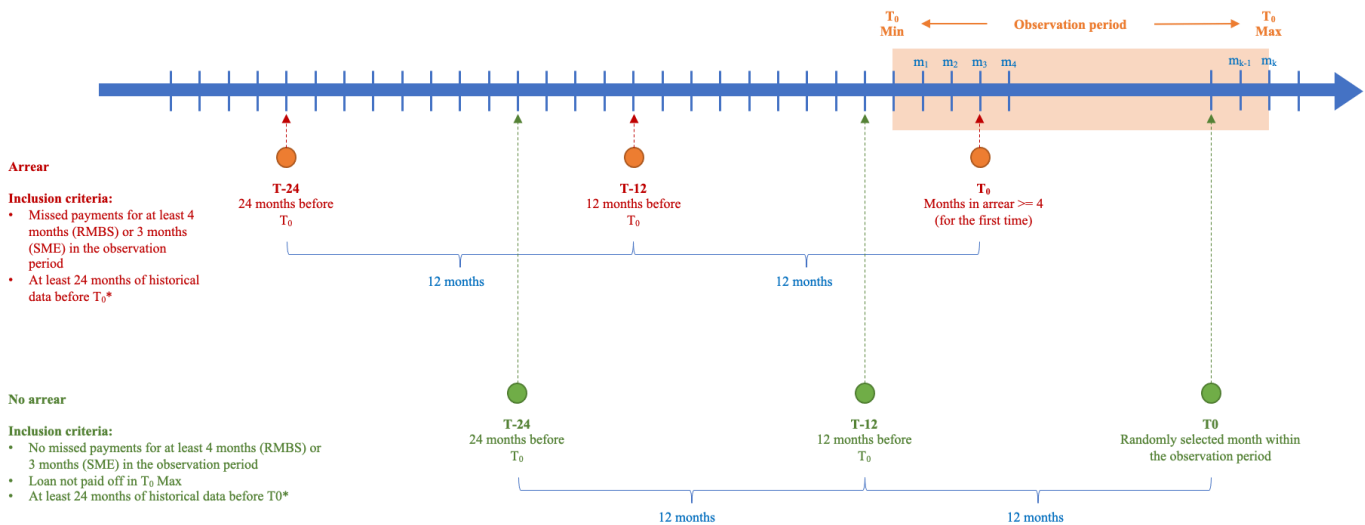 T0
Min
Observation period
T0
Max
m1
m2
m3
m4
mk-1
mk
Arrear
Inclusion criteria:
• Missed payments for at least 4
months (RMBS) or 3 months
(SME) in the observation
period
• At least 24 months of historical
data before T0*
T-24
24 months before
T0
T-12
12 months before
T0
T0
Months in arrear >= 4
(for the first time)
12 months
12 months
No arrear
Inclusion criteria:
• No missed payments for at least 4 months (RMBS) or
3 months (SME) in the observation period
• Loan not paid off in T0 Max
• At least 24 months of historical data before T0*
T-24
24 months before
T0
T-12
12 months before
T0
T0
Randomly selected month within
the observation period
12 months
12 months